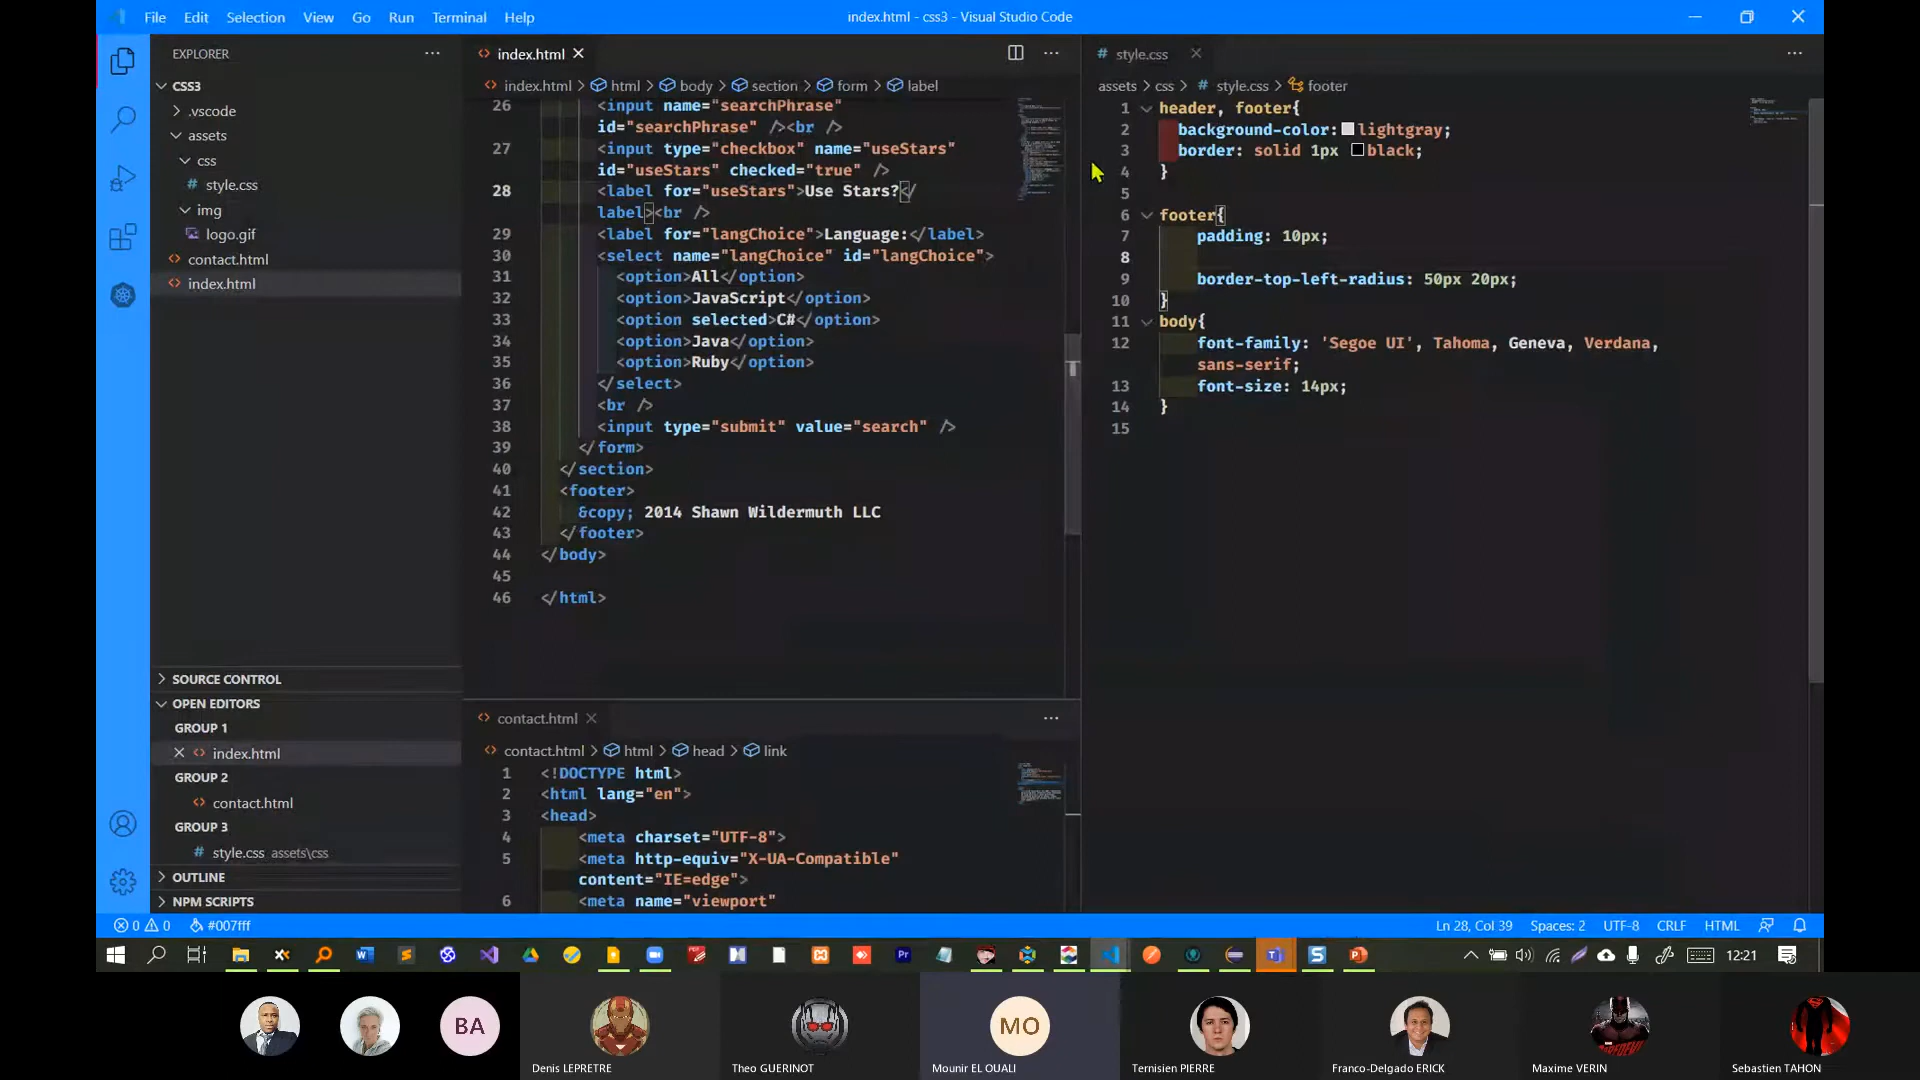 File Edit Selection View Go Run Terminal Help
index.html - css3 - Visual Studio Code
EXPLORER
CSS3
.vscode
assets
css
style.css
img
logo.gif
contact.html
index.html
SOURCE CONTROL
OPEN EDITORS
GROUP 1
index.html
GROUP 2
contact.html
GROUP 3
style.css assets\css
OUTLINE
NPM SCRIPTS
index.html
index.html > html > body > section > form > label
26 <input name="searchPhrase"
id="searchPhrase" /><br />
27 <input type="checkbox" name="useStars"
id="useStars" checked="true" />
28 <label for="useStars">Use Stars?</
label><br />
29 <label for="langChoice">Language:</label>
30 <select name="langChoice" id="langChoice">
31 <option>All</option>
32 <option>JavaScript</option>
33 <option selected>C#</option>
34 <option>Java</option>
35 <option>Ruby</option>
36 </select>
37 <br />
38 <input type="submit" value="search" />
39 </form>
40 </section>
41 <footer>
42 &copy; 2014 Shawn Wildermuth LLC
43 </footer>
44 </body>
45
46 </html>
contact.html
contact.html > html > head > link
1 <!DOCTYPE html>
2 <html lang="en">
3 <head>
4 <meta charset="UTF-8">
5 <meta http-equiv="X-UA-Compatible"
content="IE=edge">
6 <meta name="viewport"
# style.css
assets > css > # style.css > footer
1 header, footer{
2 background-color: lightgray;
3 border: solid 1px black;
4 }
5
6 footer{
7 padding: 10px;
8
9 border-top-left-radius: 50px 20px;
10 }
11 body{
12 font-family: 'Segoe UI', Tahoma, Geneva, Verdana,
sans-serif;
13 font-size: 14px;
14 }
15
0 0 #007fff
Ln 28, Col 39 Spaces: 2 UTF-8 CRLF HTML
12:21
BA
MO
Denis LEPRETRE
Theo GUERINOT
Mounir EL OUALI
Ternisien PIERRE
Franco-Delgado ERICK
Maxime VERIN
Sebastien TAHON